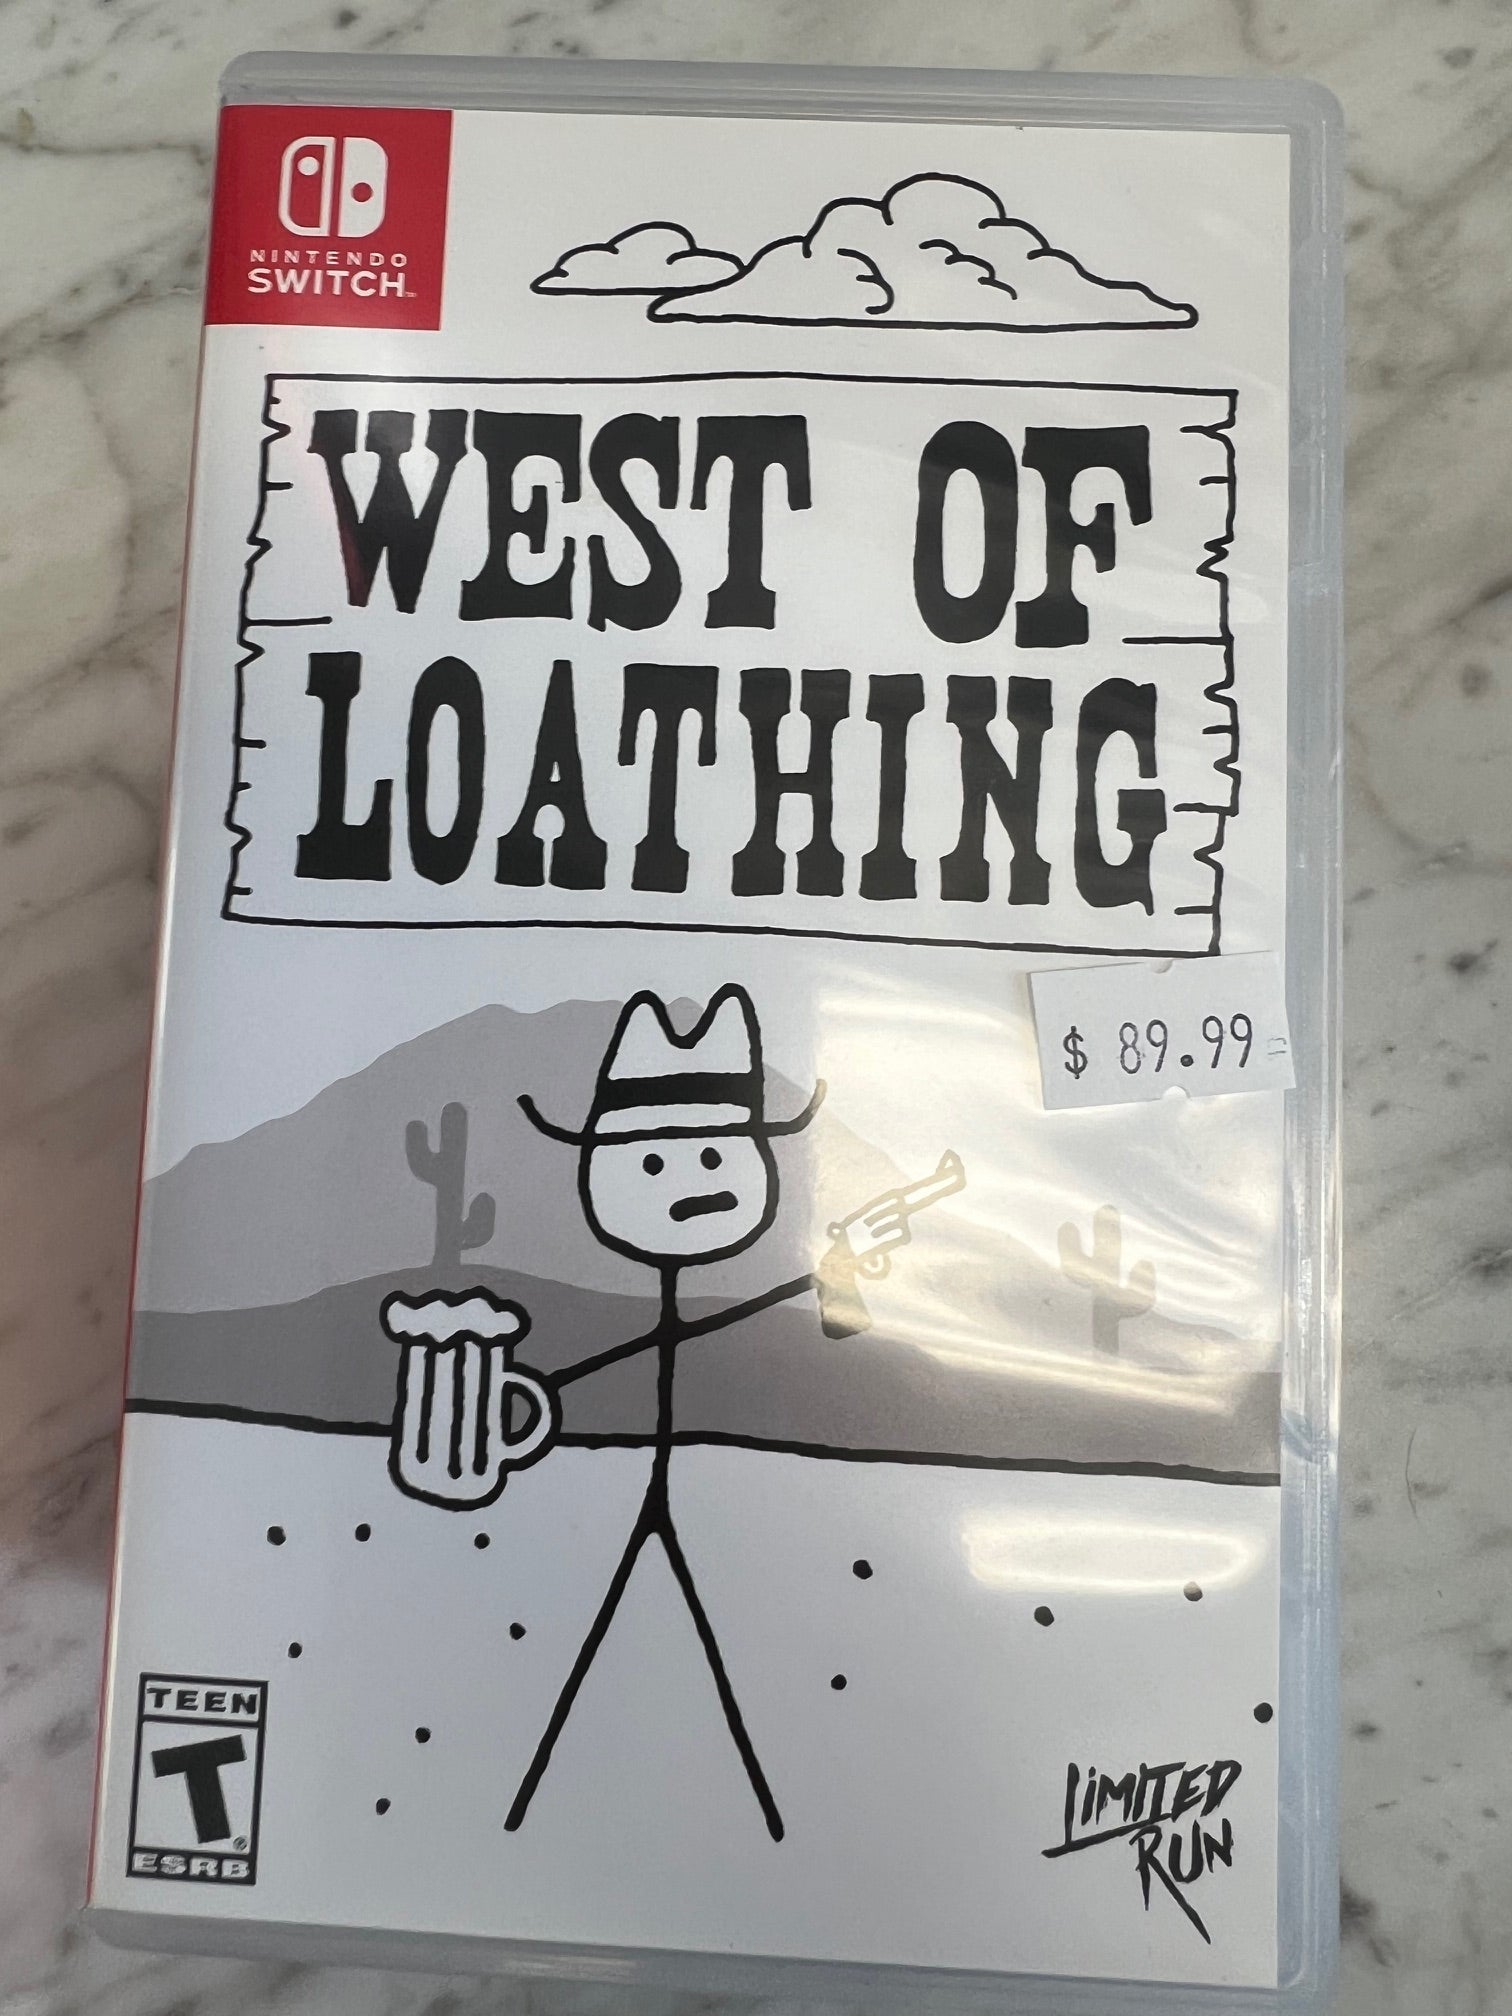 NINTENDO
SWITCH
WEST OF
LOATHING
$ 89.99
TEEN
T
ESRB
LIMITED
RUN